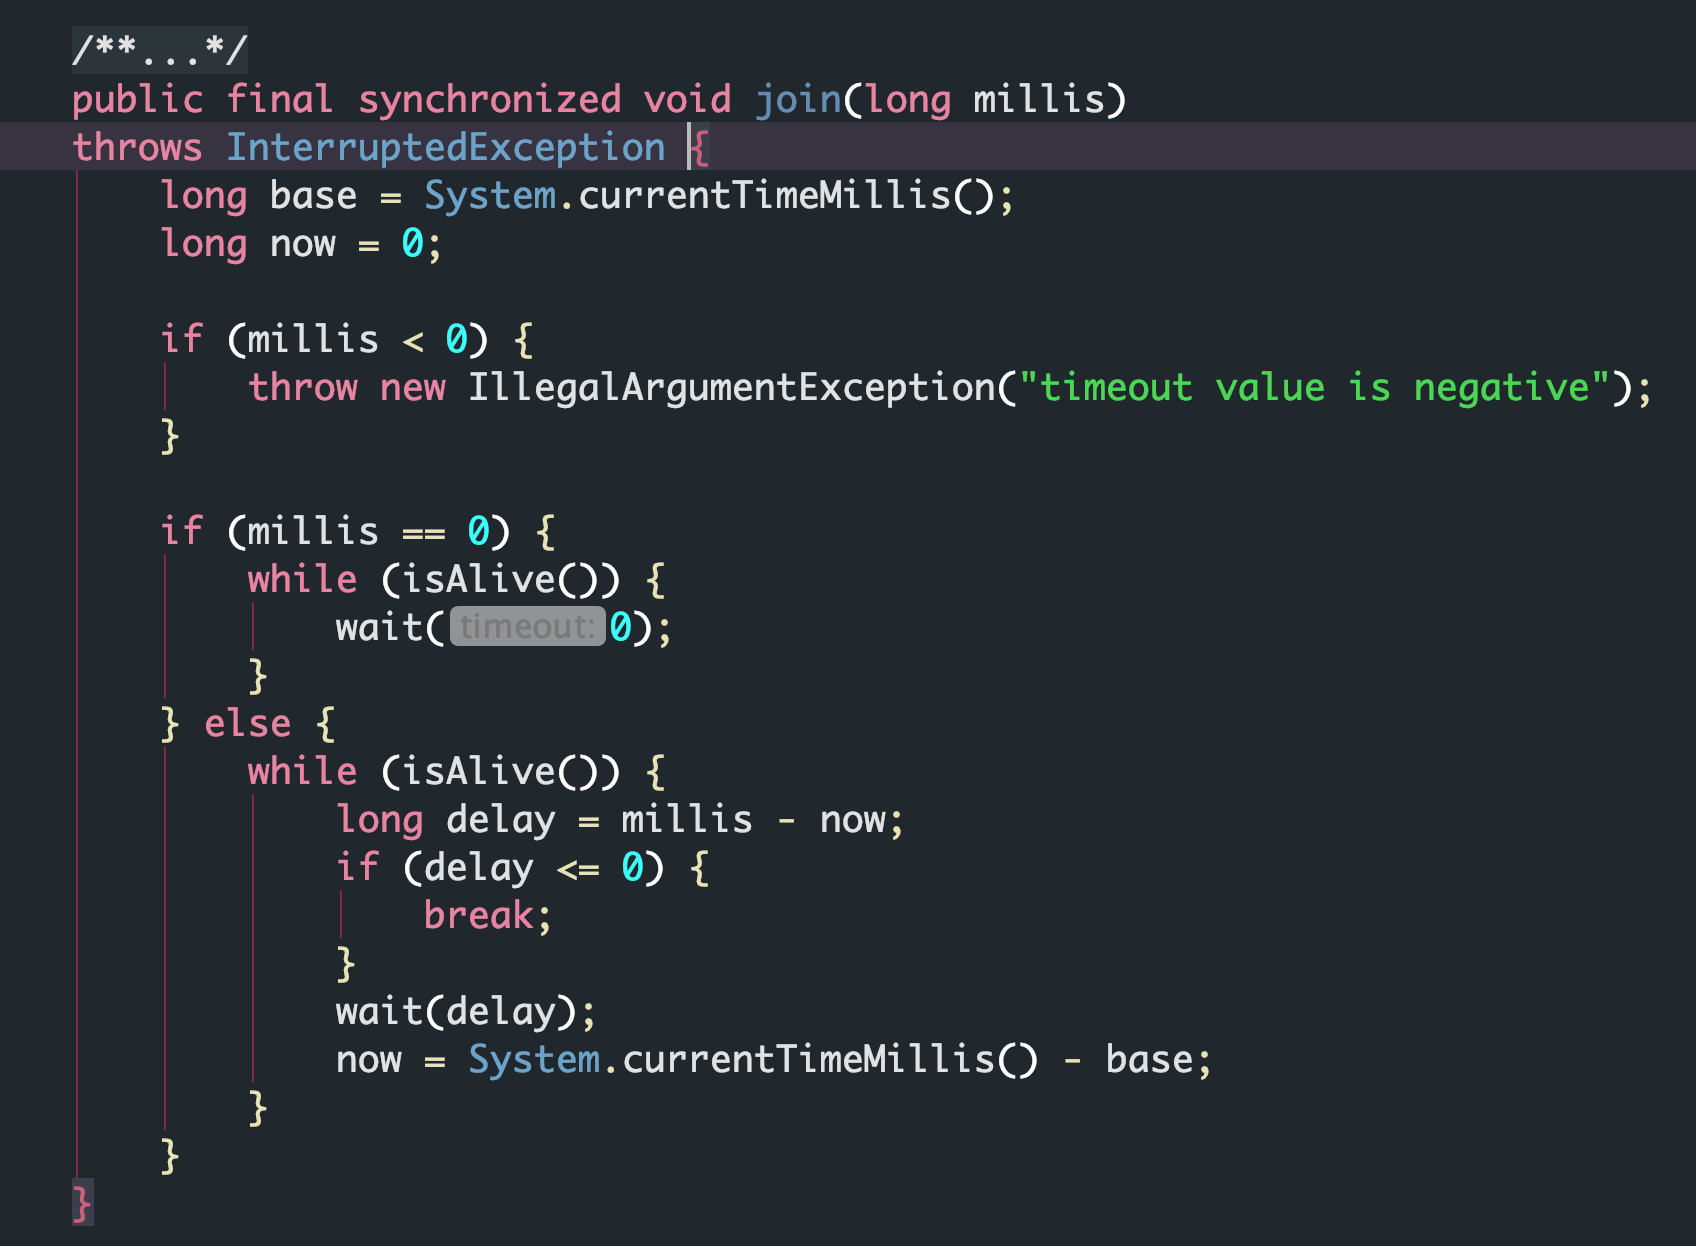 /**...*/
public final synchronized void join(long millis)
throws InterruptedException {
    long base = System.currentTimeMillis();
    long now = 0;

    if (millis < 0) {
        throw new IllegalArgumentException("timeout value is negative");
    }

    if (millis == 0) {
        while (isAlive()) {
            wait( timeout: 0);
        }
    } else {
        while (isAlive()) {
            long delay = millis - now;
            if (delay <= 0) {
                break;
            }
            wait(delay);
            now = System.currentTimeMillis() - base;
        }
    }
}